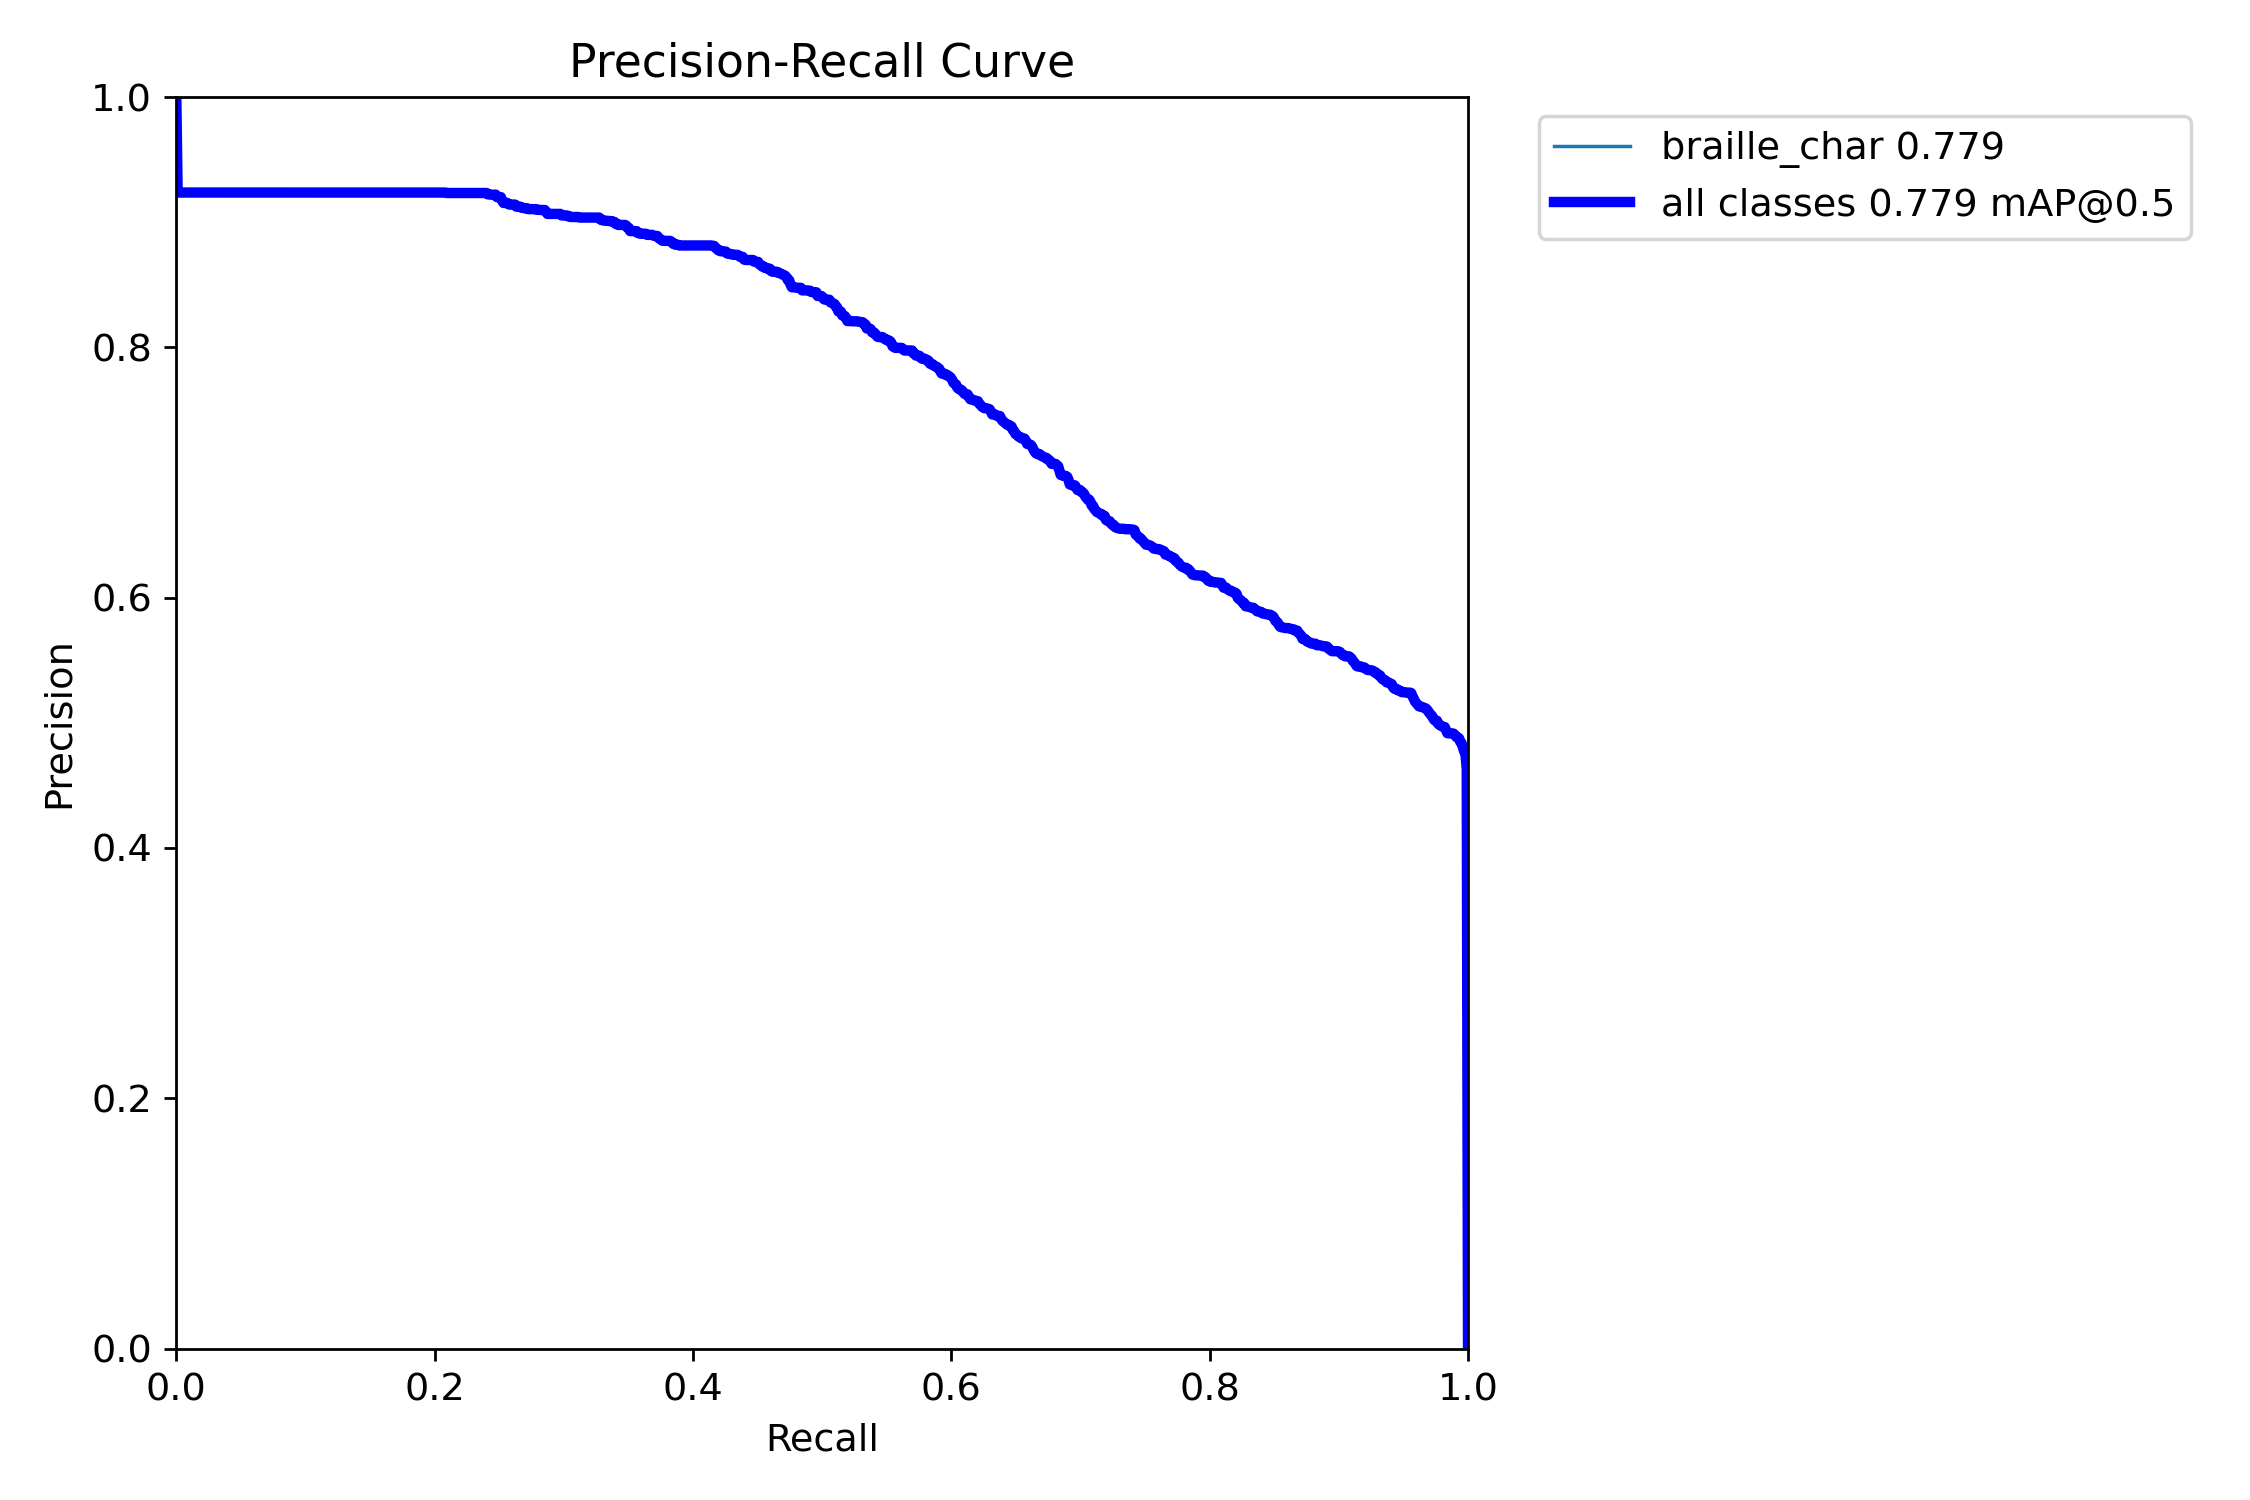 Precision-Recall Curve
1.0
0.8
0.6
0.4
0.2
0.0
Precision
0.0 0.2 0.4 0.6 0.8 1.0
Recall
braille_char 0.779
all classes 0.779 mAP@0.5